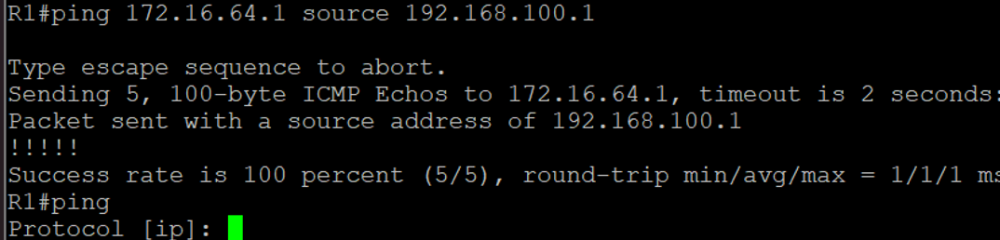 R1#ping 172.16.64.1 source 192.168.100.1
Type escape sequence to abort.
Sending 5, 100-byte ICMP Echos to 172.16.64.1, timeout is 2 seconds:
Packet sent with a source address of 192.168.100.1
!!!!!
Success rate is 100 percent (5/5), round-trip min/avg/max = 1/1/1 ms
R1#ping
Protocol [ip]: